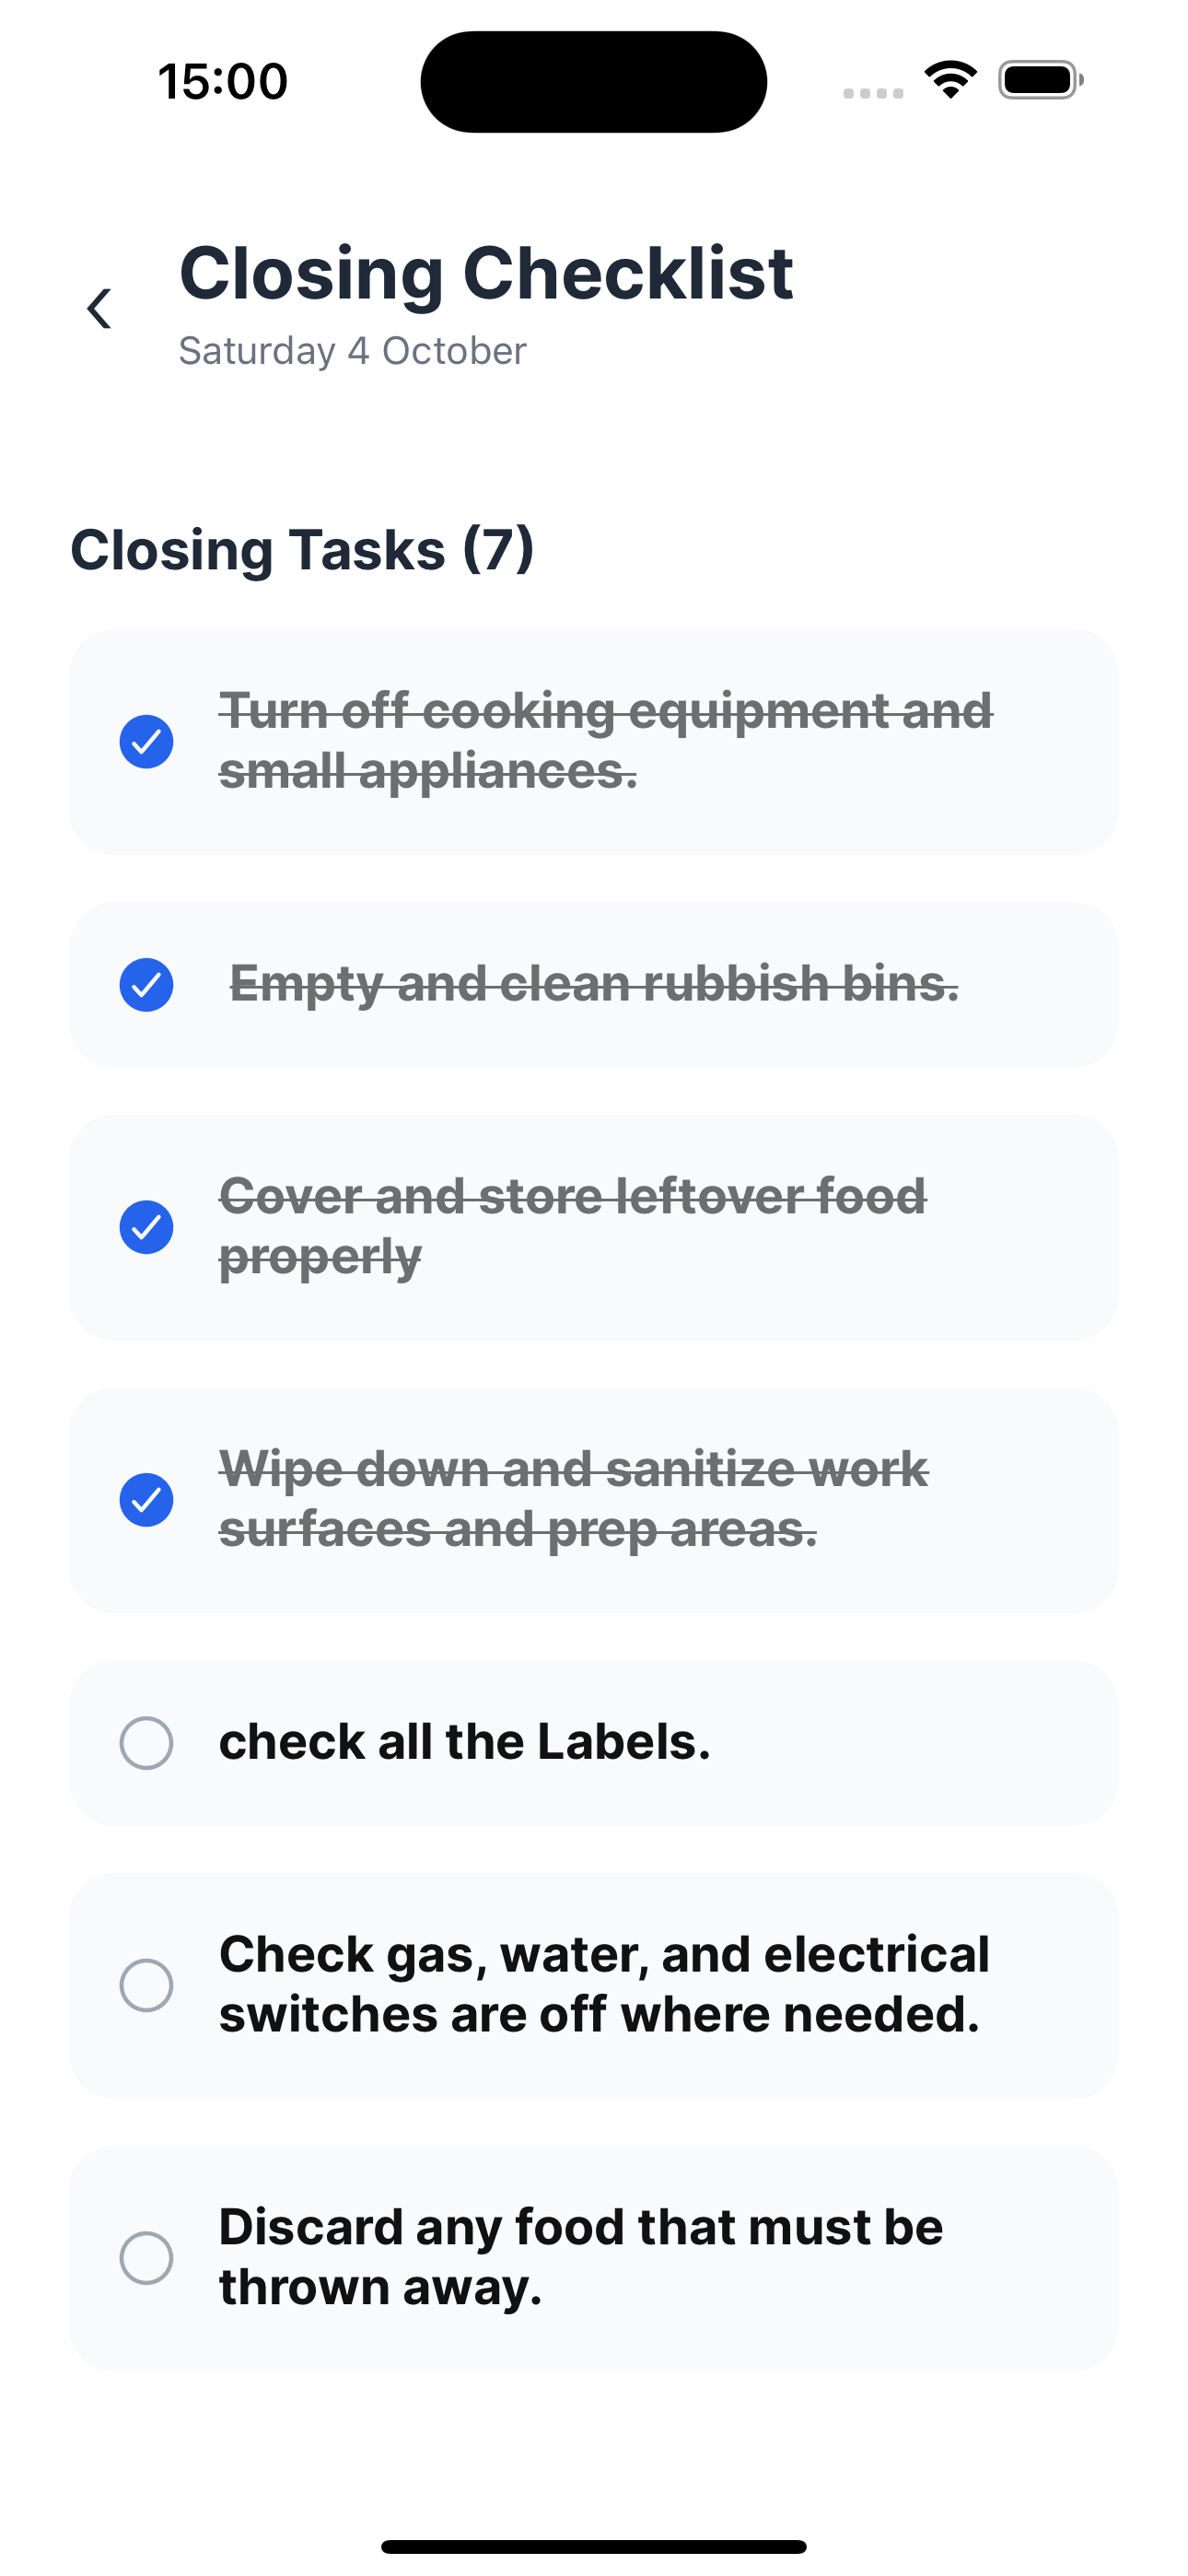 15:00
Closing Checklist
Saturday 4 October
Closing Tasks (7)
Turn off cooking equipment and
small appliances.
Empty and clean rubbish bins.
Cover and store leftover food
properly
Wipe down and sanitize work
surfaces and prep areas.
check all the Labels.
Check gas, water, and electrical
switches are off where needed.
Discard any food that must be
thrown away.